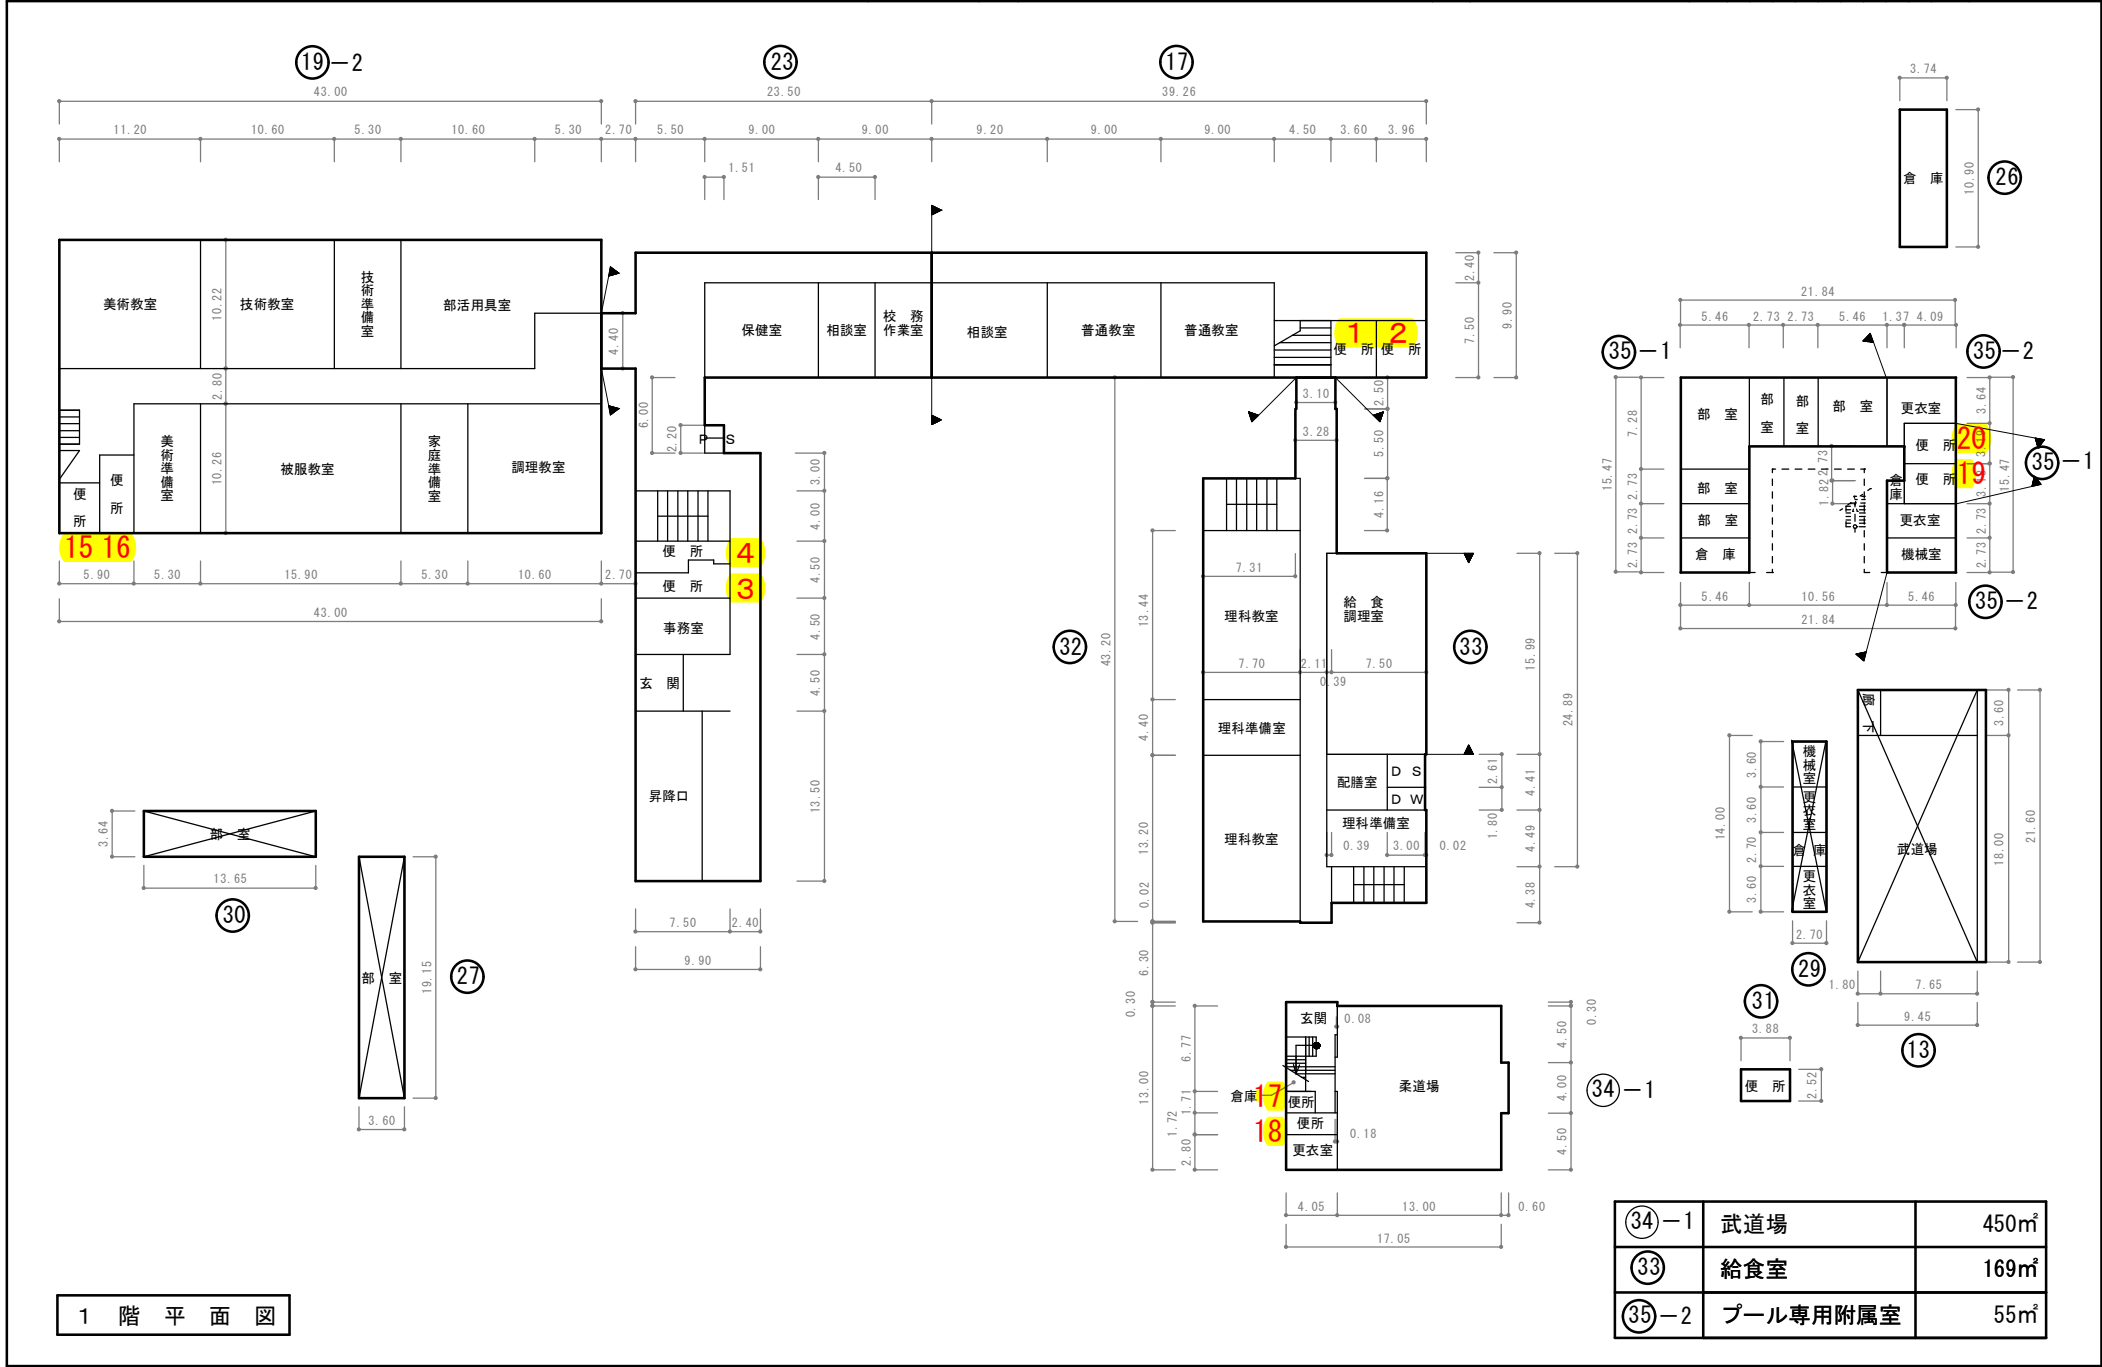 ⑲－2
㉓
⑰
43.00
23.50
39.26
3.74
11.20 10.60 5.30 10.60 5.30 2.70 5.50 9.00 9.00 9.20 9.00 9.00 4.50 3.60 3.96
1.51
4.50
倉 庫
10.90
㉖
美術教室
技術教室
技術準備室
部活用具室
10.22
4.40
2.80
保健室
相談室
校 務
作業室
相談室
普通教室
普通教室
1
便 所
2
便 所
2.40
7.50
9.90
美術準備室
被服教室
家庭準備室
調理教室
10.26
便 所
便 所
15 16
5.90 5.30 15.90 5.30 10.60 2.70
43.00
6.00
2.20
P S
3.00
4.00
4.50
4.50
4.50
13.50
便 所
4
便 所
3
事務室
玄 関
昇降口
7.50 2.40
9.90
3.10
3.28
2.50
5.50
4.16
7.31
理科教室
給 食
調理室
13.44
43.20
㉜
㉝
7.70 2.11 7.50
0.39
15.99
24.89
理科準備室
4.40
配膳室
D S
D W
2.61
4.41
1.80
理科準備室
理科教室
0.39 3.00 0.02
4.49
13.20
4.38
0.02
6.30
0.30
21.84
5.46 2.73 2.73 5.46 1.37 4.09
㉟－1
㉟－2
部 室
部 室
部 室
部 室
更衣室
3.64
7.28
15.47
便 所
20
便 所
19
2.73
1.82
倉庫
㉟－1
15.47
部 室
2.73
部 室
2.73
更衣室
2.73
倉 庫
2.73
機械室
2.73
5.46 10.56 5.46
21.84
㉟－2
3.64
部 室
13.65
㉚
部 室
19.15
㉗
3.60
廊 下
武道場
3.60
18.00
21.60
1.80 7.65
9.45
⑬
機械室
更衣室
倉 庫
更衣室
3.60
3.60
2.70
3.60
14.00
2.70
㉙
㉛
3.88
便 所
2.52
玄関
0.08
0.30
4.50
6.77
13.00
柔道場
4.00
㉞－1
倉庫
17
便所
1.71
18
便所
1.72
0.18
更衣室
2.80
4.50
4.05 13.00 0.60
17.05
㉞－1 武道場 450㎡
㉝ 給食室 169㎡
㉟－2 プール専用附属室 55㎡
1 階 平 面 図